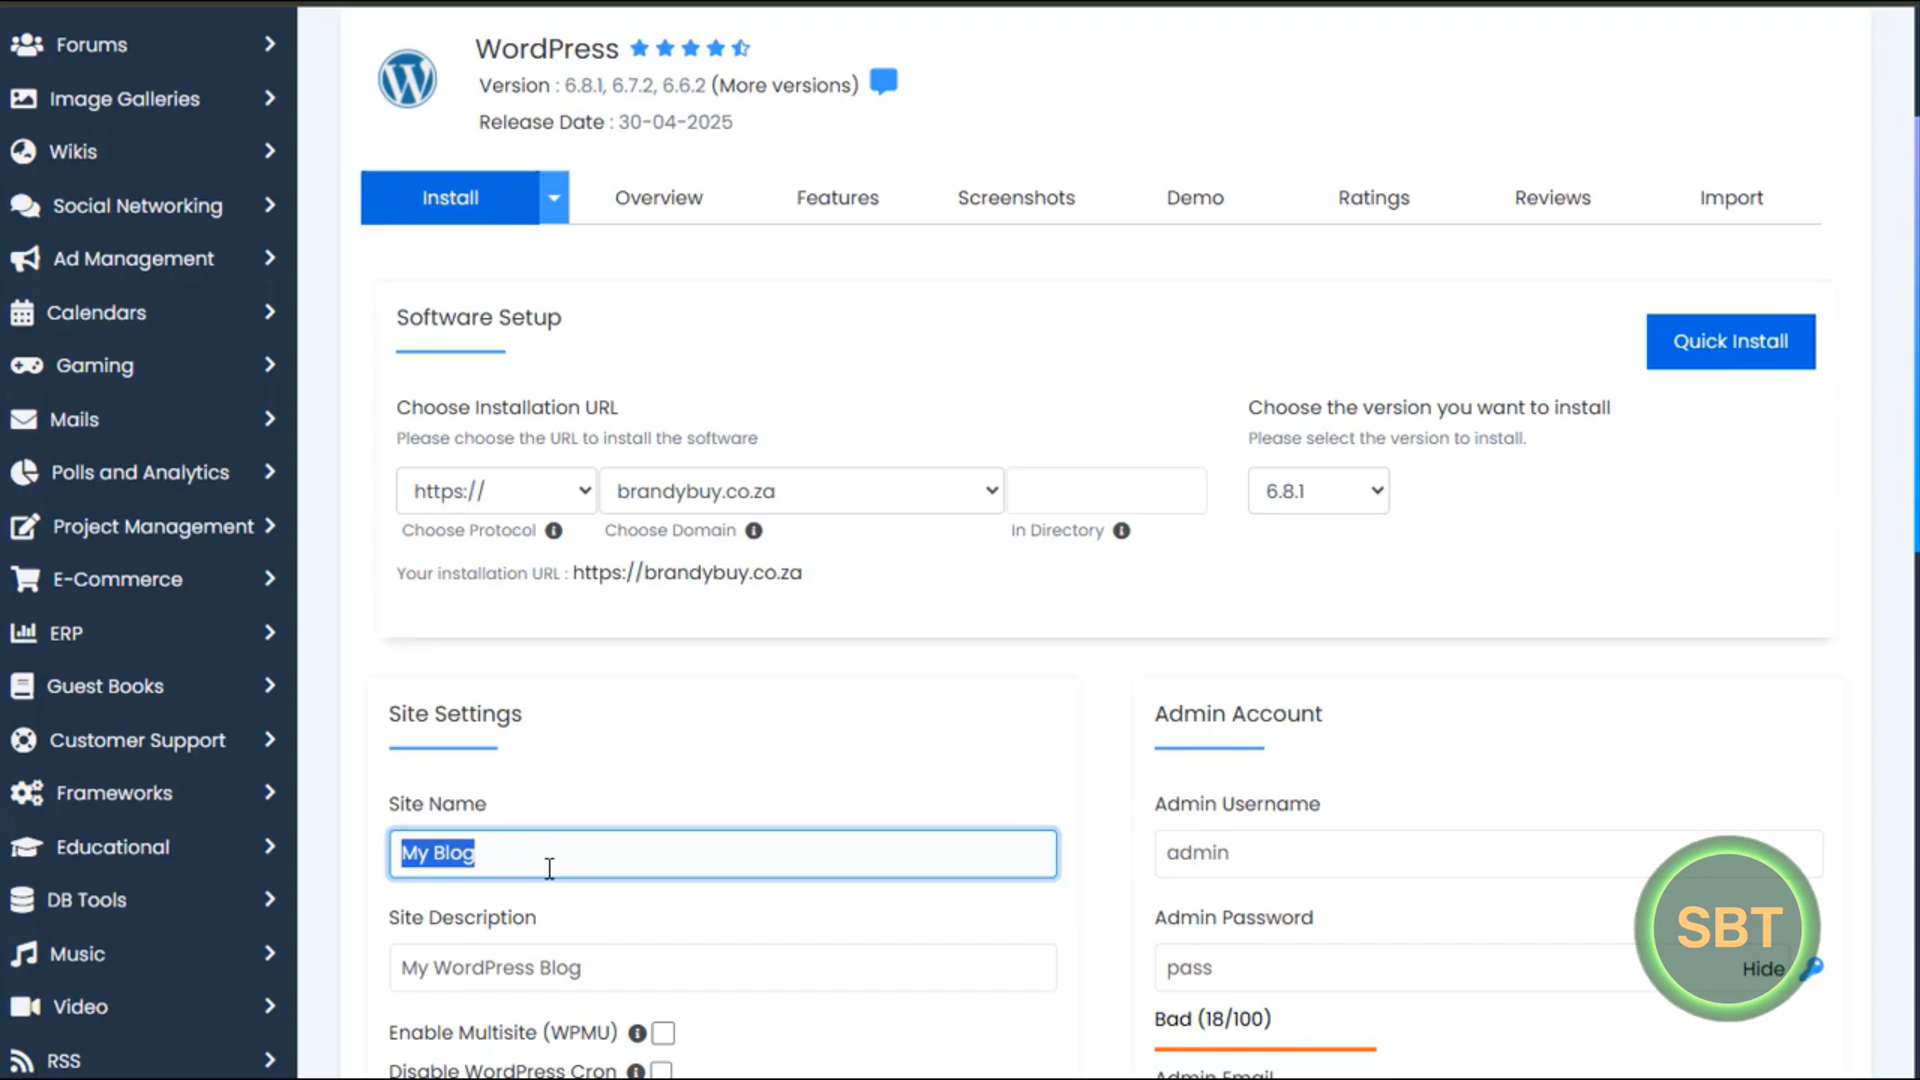 Forums
Image Galleries
Wikis
Social Networking
Ad Management
Calendars
Gaming
Mails
Polls and Analytics
Project Management
E-Commerce
ERP
Guest Books
Customer Support
Frameworks
Educational
DB Tools
Music
Video
RSS
WordPress
Version : 6.8.1, 6.7.2, 6.6.2 (More versions)
Release Date : 30-04-2025
Install Overview Features Screenshots Demo Ratings Reviews Import
Software Setup
Quick Install
Choose Installation URL
Please choose the URL to install the software
https:// brandybuy.co.za
Choose Protocol Choose Domain In Directory
Your installation URL : https://brandybuy.co.za
Choose the version you want to install
Please select the version to install.
6.8.1
Site Settings
Site Name
My Blog
Site Description
My WordPress Blog
Enable Multisite (WPMU)
Disable WordPress Cron
Admin Account
Admin Username
admin
Admin Password
pass
Hide
Bad (18/100)
Admin Email
SBT